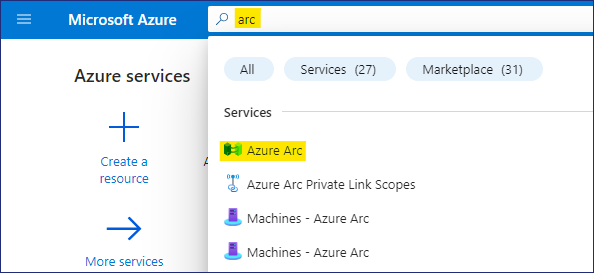 Microsoft Azure
arc
All
Services (27)
Marketplace (31)
Azure services
Services
Create a
resource
More services
Azure Arc
Azure Arc Private Link Scopes
Machines - Azure Arc
Machines - Azure Arc